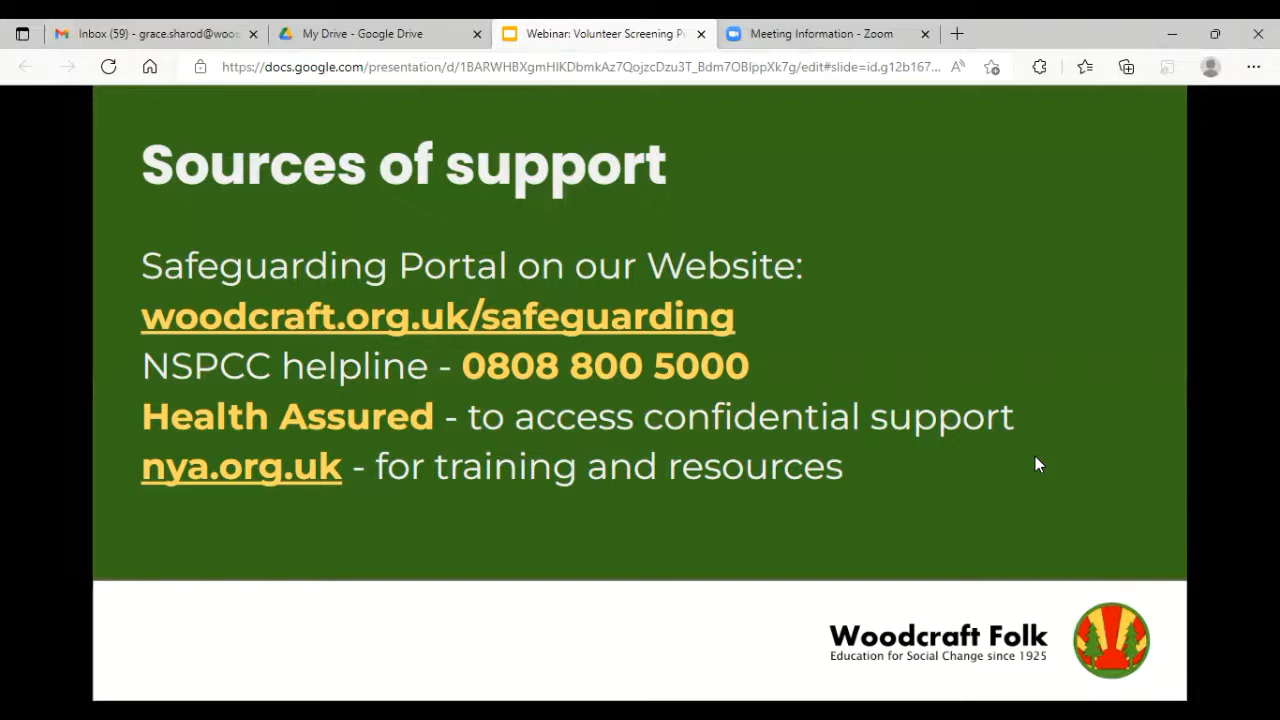 Inbox (59) - grace.sharod@woo
My Drive - Google Drive
Webinar: Volunteer Screening P
Meeting Information - Zoom
https://docs.google.com/presentation/d/1BARWHBXgmHIKDbmkAz7QojzcDzu3T_Bdm7OBIppXk7g/edit#slide=id.g12b167...
Sources of support
Safeguarding Portal on our Website:
woodcraft.org.uk/safeguarding
NSPCC helpline - 0808 800 5000
Health Assured - to access confidential support
nya.org.uk - for training and resources
Woodcraft Folk
Education for Social Change since 1925